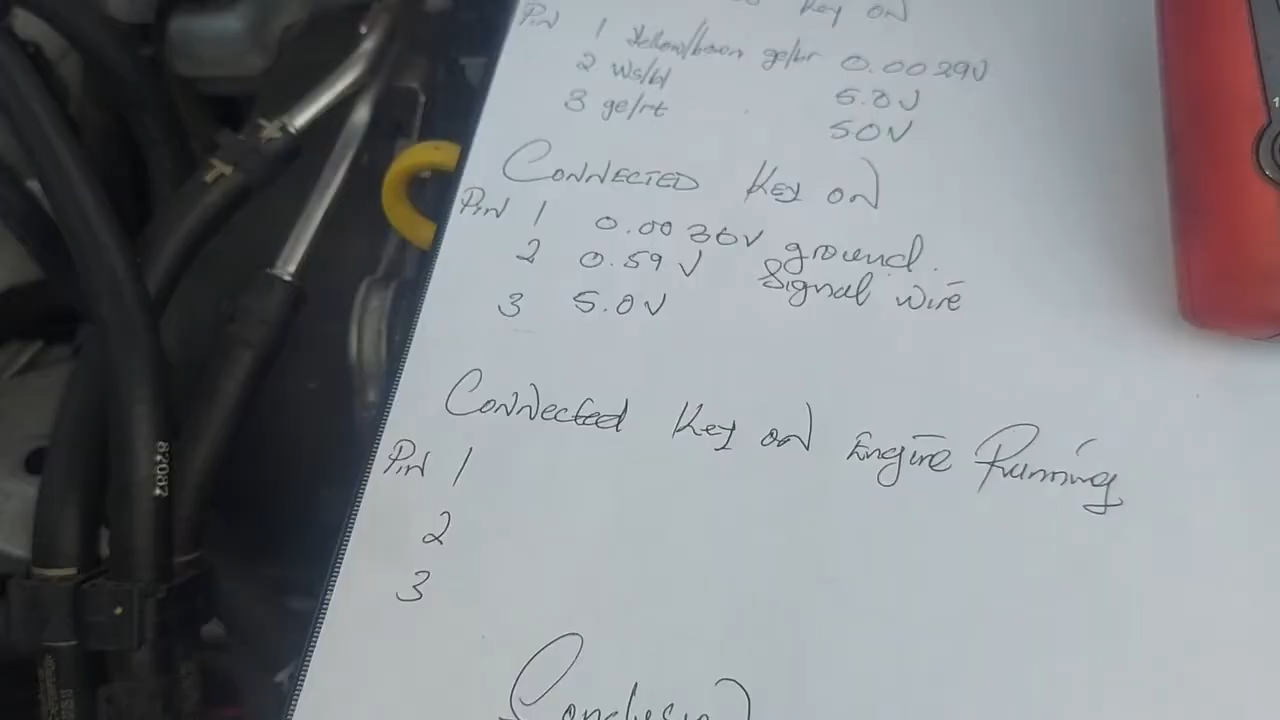 Key on
Pin 1 Yellow/brown ge/br 0.0029V
2 Ws/bl 5.0V
3 ge/rt 5.0V
CONNECTED Key on
Pin 1 0.0036V ground.
2 0.59V Signal wire
3 5.0V
Connected Key on Engine Running
Pin 1
2
3
82082